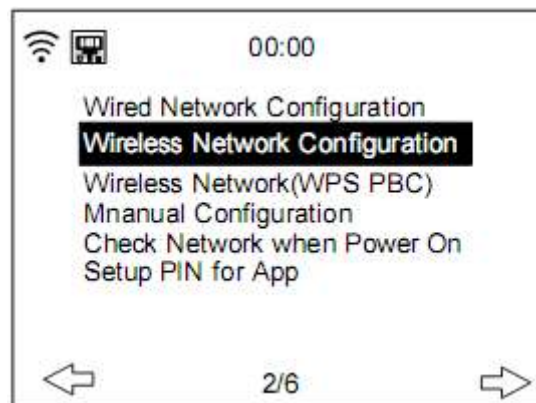 00:00
Wired Network Configuration
Wireless Network Configuration
Wireless Network(WPS PBC)
Mnanual Configuration
Check Network when Power On
Setup PIN for App
2/6